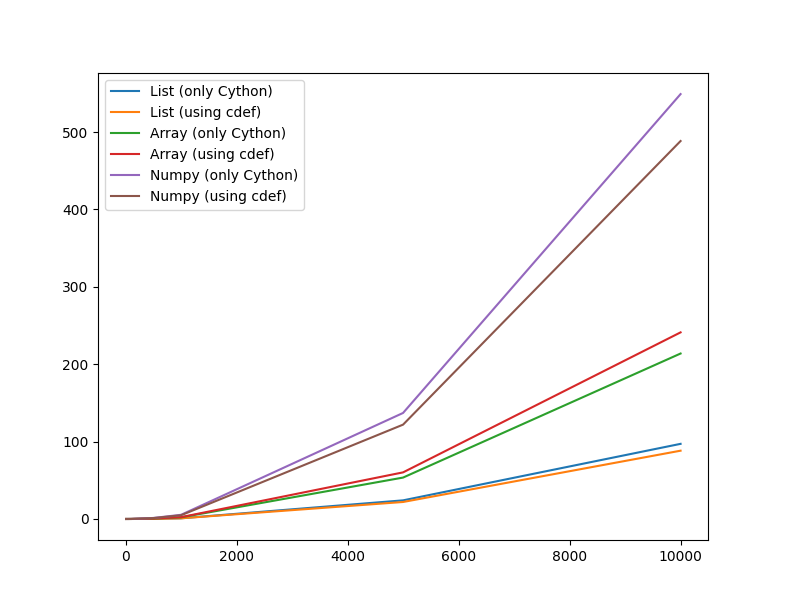 List (only Cython)
List (using cdef)
Array (only Cython)
Array (using cdef)
Numpy (only Cython)
Numpy (using cdef)
500
400
300
200
100
0
0 2000 4000 6000 8000 10000